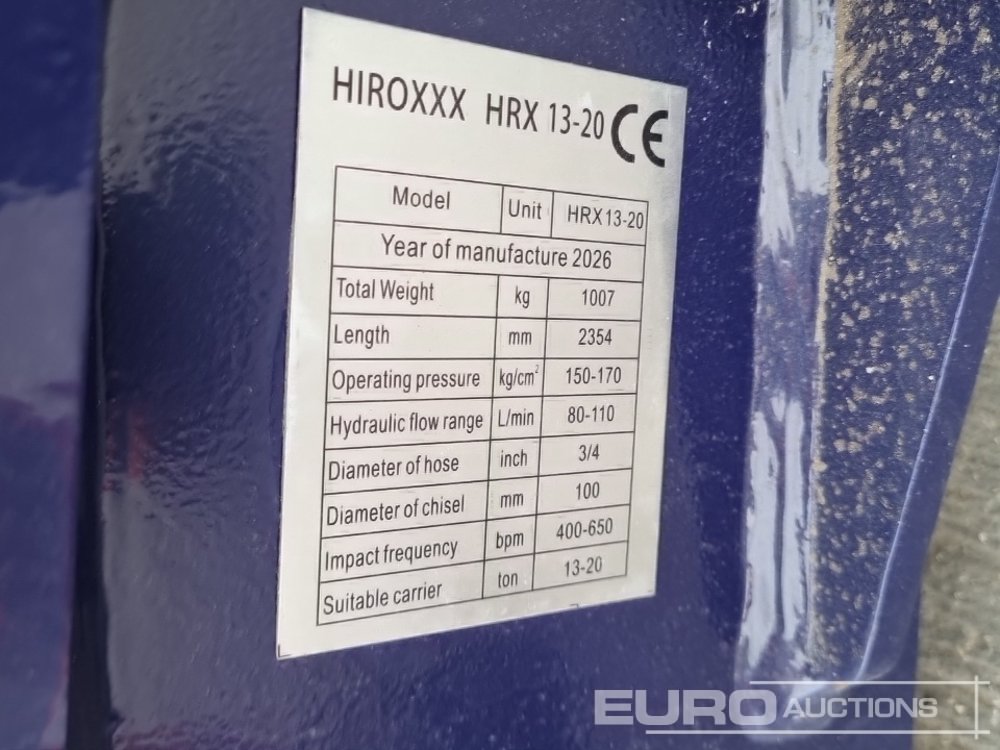 HIROXXX HRX 13-20 CE
Model Unit HRX 13-20
Year of manufacture 2026
Total Weight kg 1007
Length mm 2354
Operating pressure kg/cm² 150-170
Hydraulic flow range L/min 80-110
Diameter of hose inch 3/4
Diameter of chisel mm 100
Impact frequency bpm 400-650
Suitable carrier ton 13-20
EURO AUCTIONS